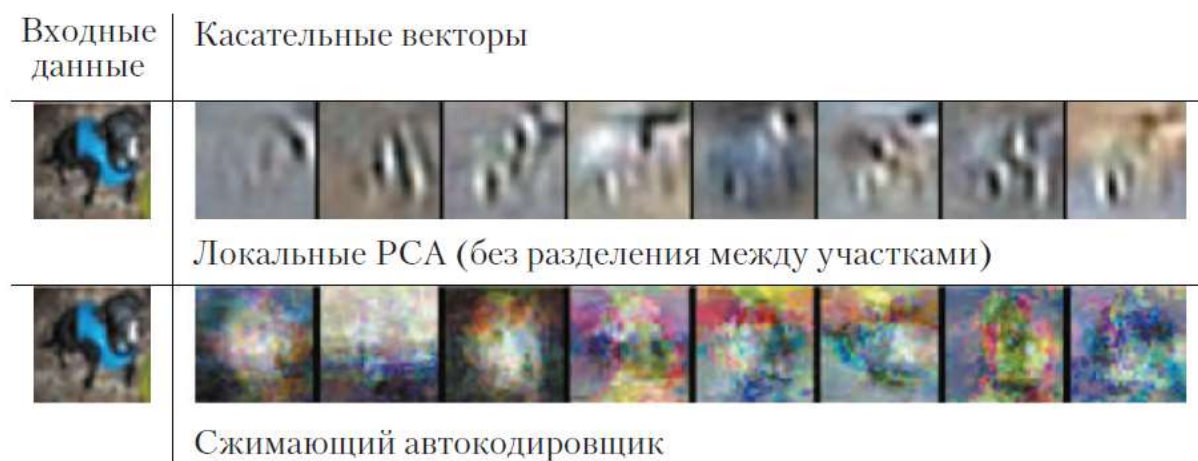 Входные
данные
Касательные векторы
Локальные PCA (без разделения между участками)
Сжимающий автокодировщик